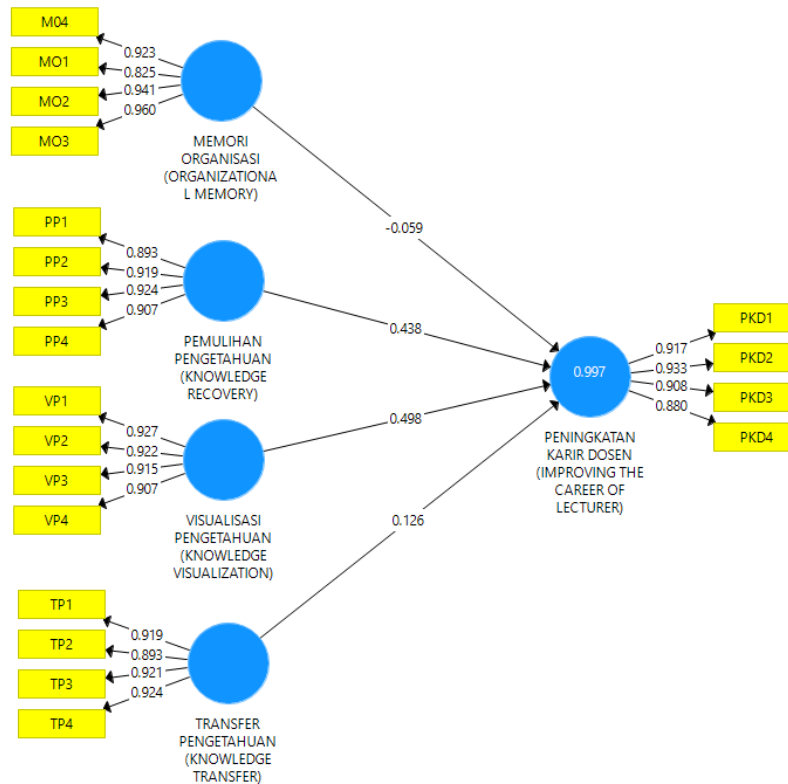 M04
MO1
MO2
MO3
0.923
0.825
0.941
0.960
MEMORI
ORGANISASI
(ORGANIZATIONA
L MEMORY)
-0.059
PP1
PP2
PP3
PP4
0.893
0.919
0.924
0.907
PEMULIHAN
PENGETAHUAN
(KNOWLEDGE
RECOVERY)
0.438
VP1
VP2
VP3
VP4
0.927
0.922
0.915
0.907
VISUALISASI
PENGETAHUAN
(KNOWLEDGE
VISUALIZATION)
0.498
TP1
TP2
TP3
TP4
0.919
0.893
0.921
0.924
TRANSFER
PENGETAHUAN
(KNOWLEDGE
TRANSFER)
0.126
0.997
PENINGKATAN
KARIR DOSEN
(IMPROVING THE
CAREER OF
LECTURER)
0.917
0.933
0.908
0.880
PKD1
PKD2
PKD3
PKD4